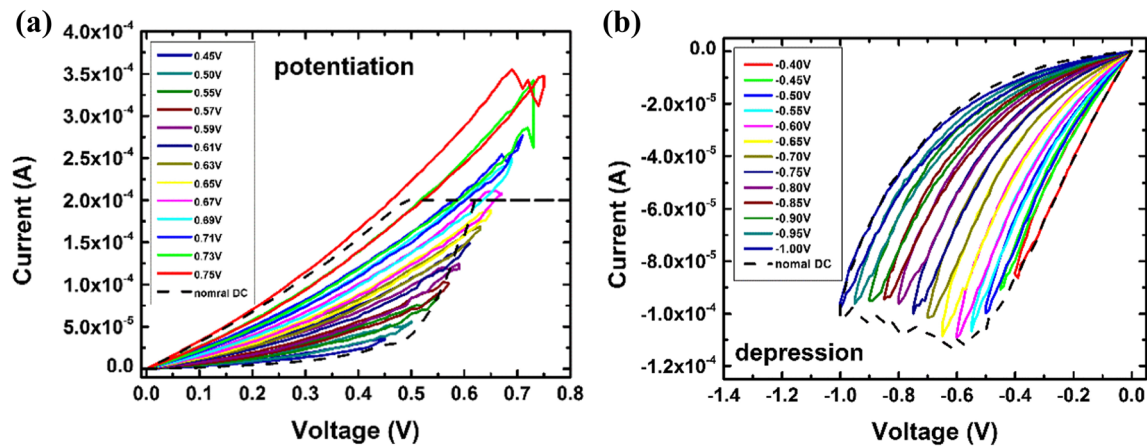 (a)
4.0x10⁻⁴
3.5x10⁻⁴
3.0x10⁻⁴
2.5x10⁻⁴
2.0x10⁻⁴
1.5x10⁻⁴
1.0x10⁻⁴
5.0x10⁻⁵
0.0
Current (A)
0.45V
0.50V
0.55V
0.57V
0.59V
0.61V
0.63V
0.65V
0.67V
0.69V
0.71V
0.73V
0.75V
nomral DC
potentiation
0.0 0.1 0.2 0.3 0.4 0.5 0.6 0.7 0.8
Voltage (V)
(b)
0.0
-2.0x10⁻⁵
-4.0x10⁻⁵
-6.0x10⁻⁵
-8.0x10⁻⁵
-1.0x10⁻⁴
-1.2x10⁻⁴
Current (A)
-0.40V
-0.45V
-0.50V
-0.55V
-0.60V
-0.65V
-0.70V
-0.75V
-0.80V
-0.85V
-0.90V
-0.95V
-1.00V
nomal DC
depression
-1.4 -1.2 -1.0 -0.8 -0.6 -0.4 -0.2 0.0
Voltage (V)